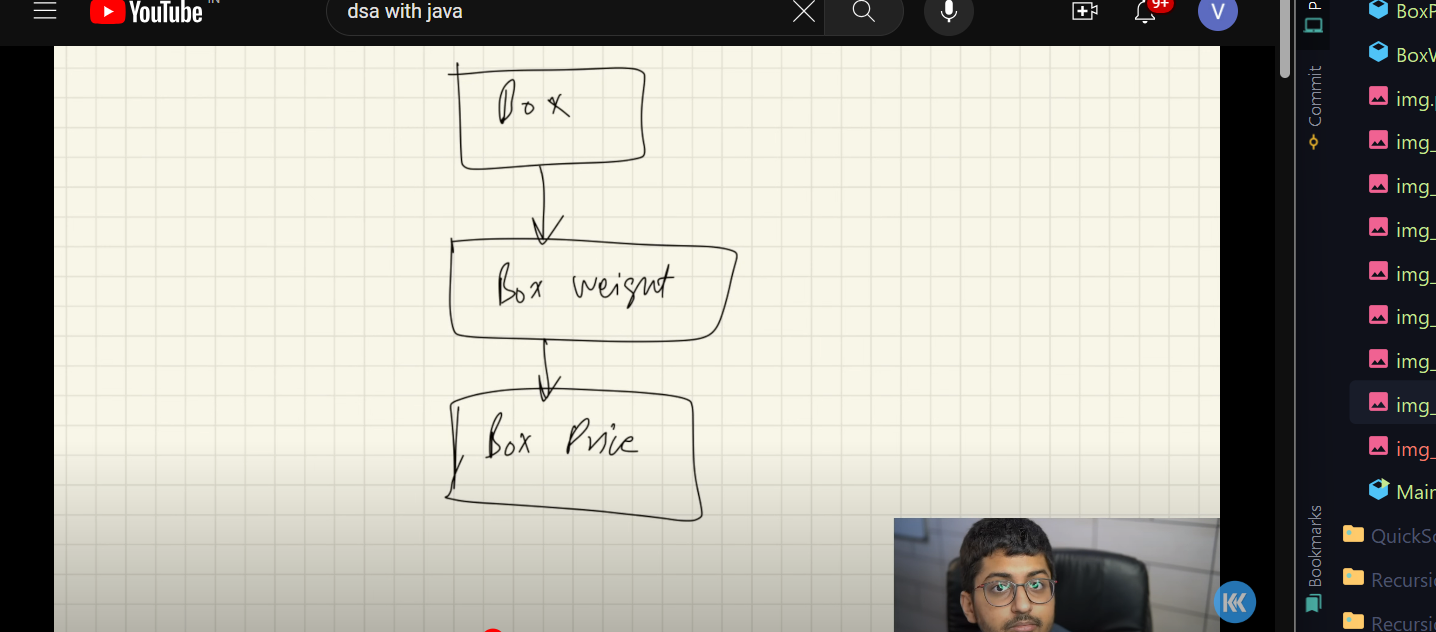 YouTube IN
dsa with java
9+
V
Box
Box weight
Box Price
Commit
Bookmarks
BoxP
BoxW
img.p
img_
img_
img_
img_
img_
img_
img_
img_
Main
QuickSo
Recursi
Recursi